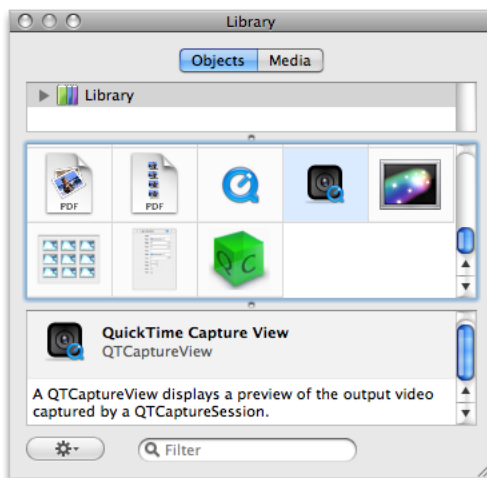 Library
Objects Media
Library
PDF PDF
QC
QuickTime Capture View
QTCaptureView
A QTCaptureView displays a preview of the output video
captured by a QTCaptureSession.
Filter